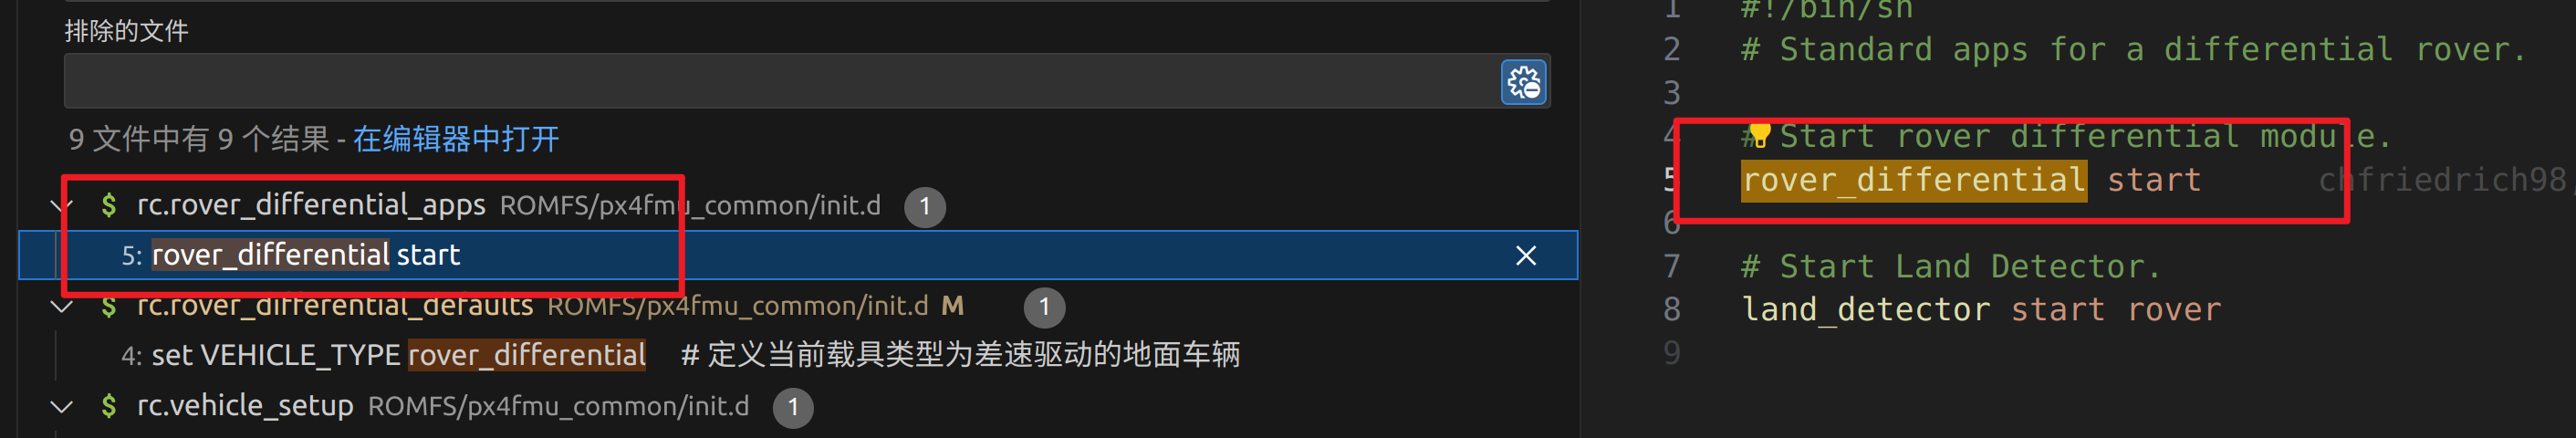 排除的文件
9 文件中有 9 个结果 - 在编辑器中打开
rc.rover_differential_apps ROMFS/px4fmu_common/init.d 1
5: rover_differential start
rc.rover_differential_defaults ROMFS/px4fmu_common/init.d M 1
4: set VEHICLE_TYPE rover_differential # 定义当前载具类型为差速驱动的地面车辆
rc.vehicle_setup ROMFS/px4fmu_common/init.d 1
1 #!/bin/sh
2 # Standard apps for a differential rover.
3
4 # Start rover differential module.
5 rover_differential start chfriedrich98,
6
7 # Start Land Detector.
8 land_detector start rover
9